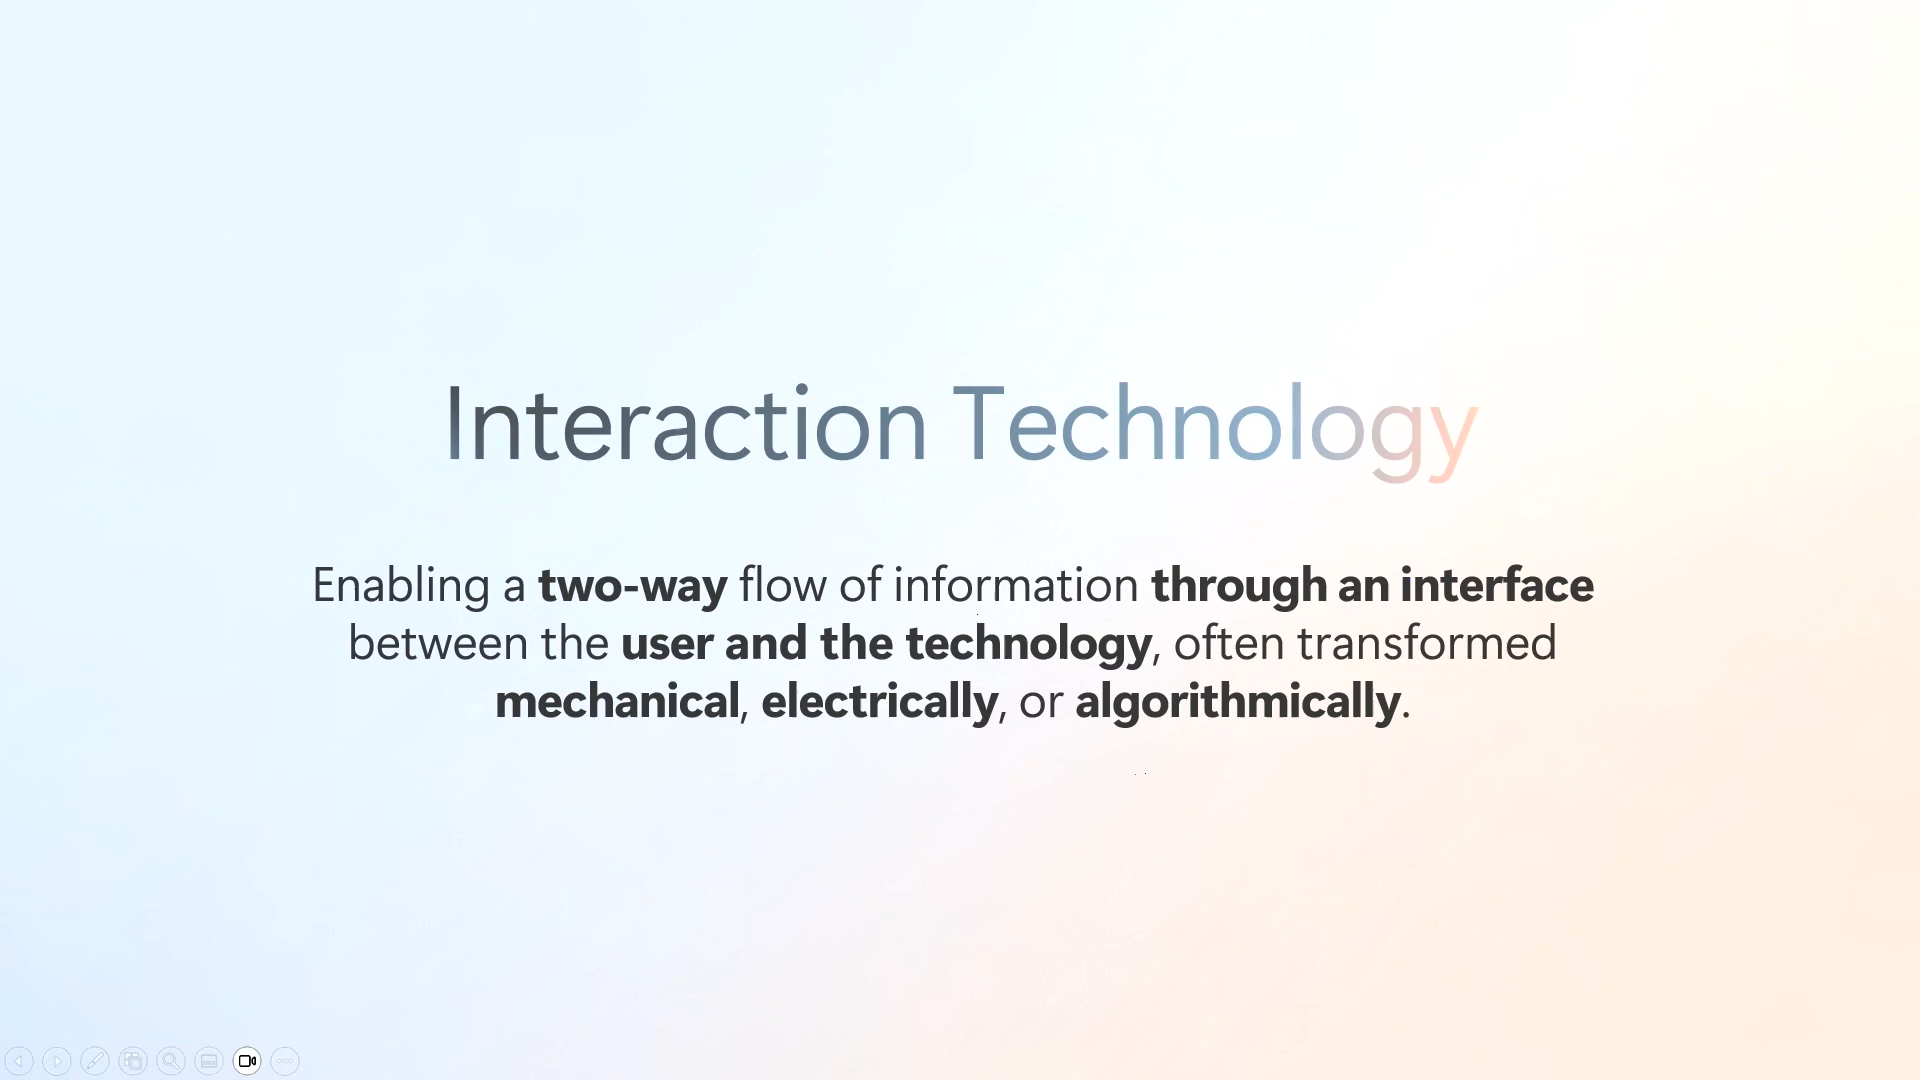 Interaction Technology
Enabling a two-way flow of information through an interface
between the user and the technology, often transformed
mechanical, electrically, or algorithmically.